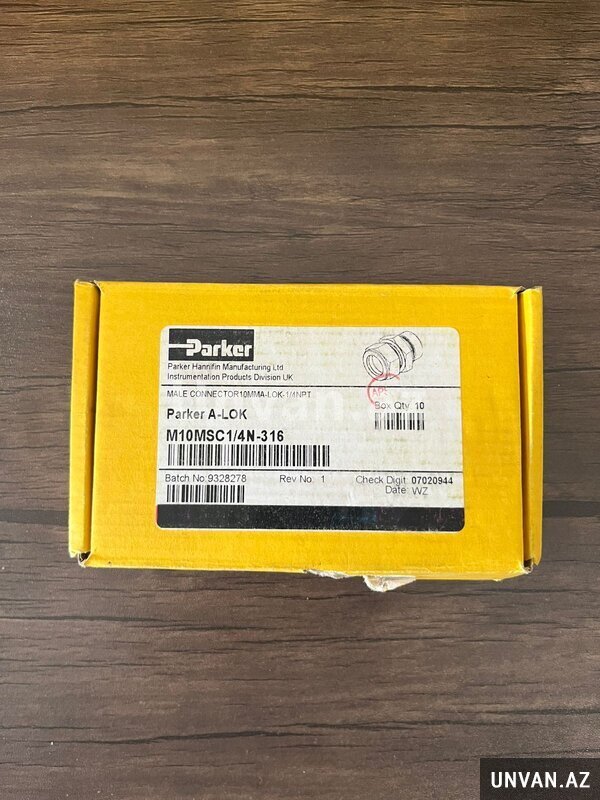 Parker
Parker Hannifin Manufacturing Ltd
Instrumentation Products Division UK
MALE CONNECTOR10MMA-LOK-1/4NPT
Parker A-LOK
Box Qty 10
M10MSC1/4N-316
Batch No:9328278 Rev No: 1 Check Digit 07020944
Date: WZ
UNVAN.AZ